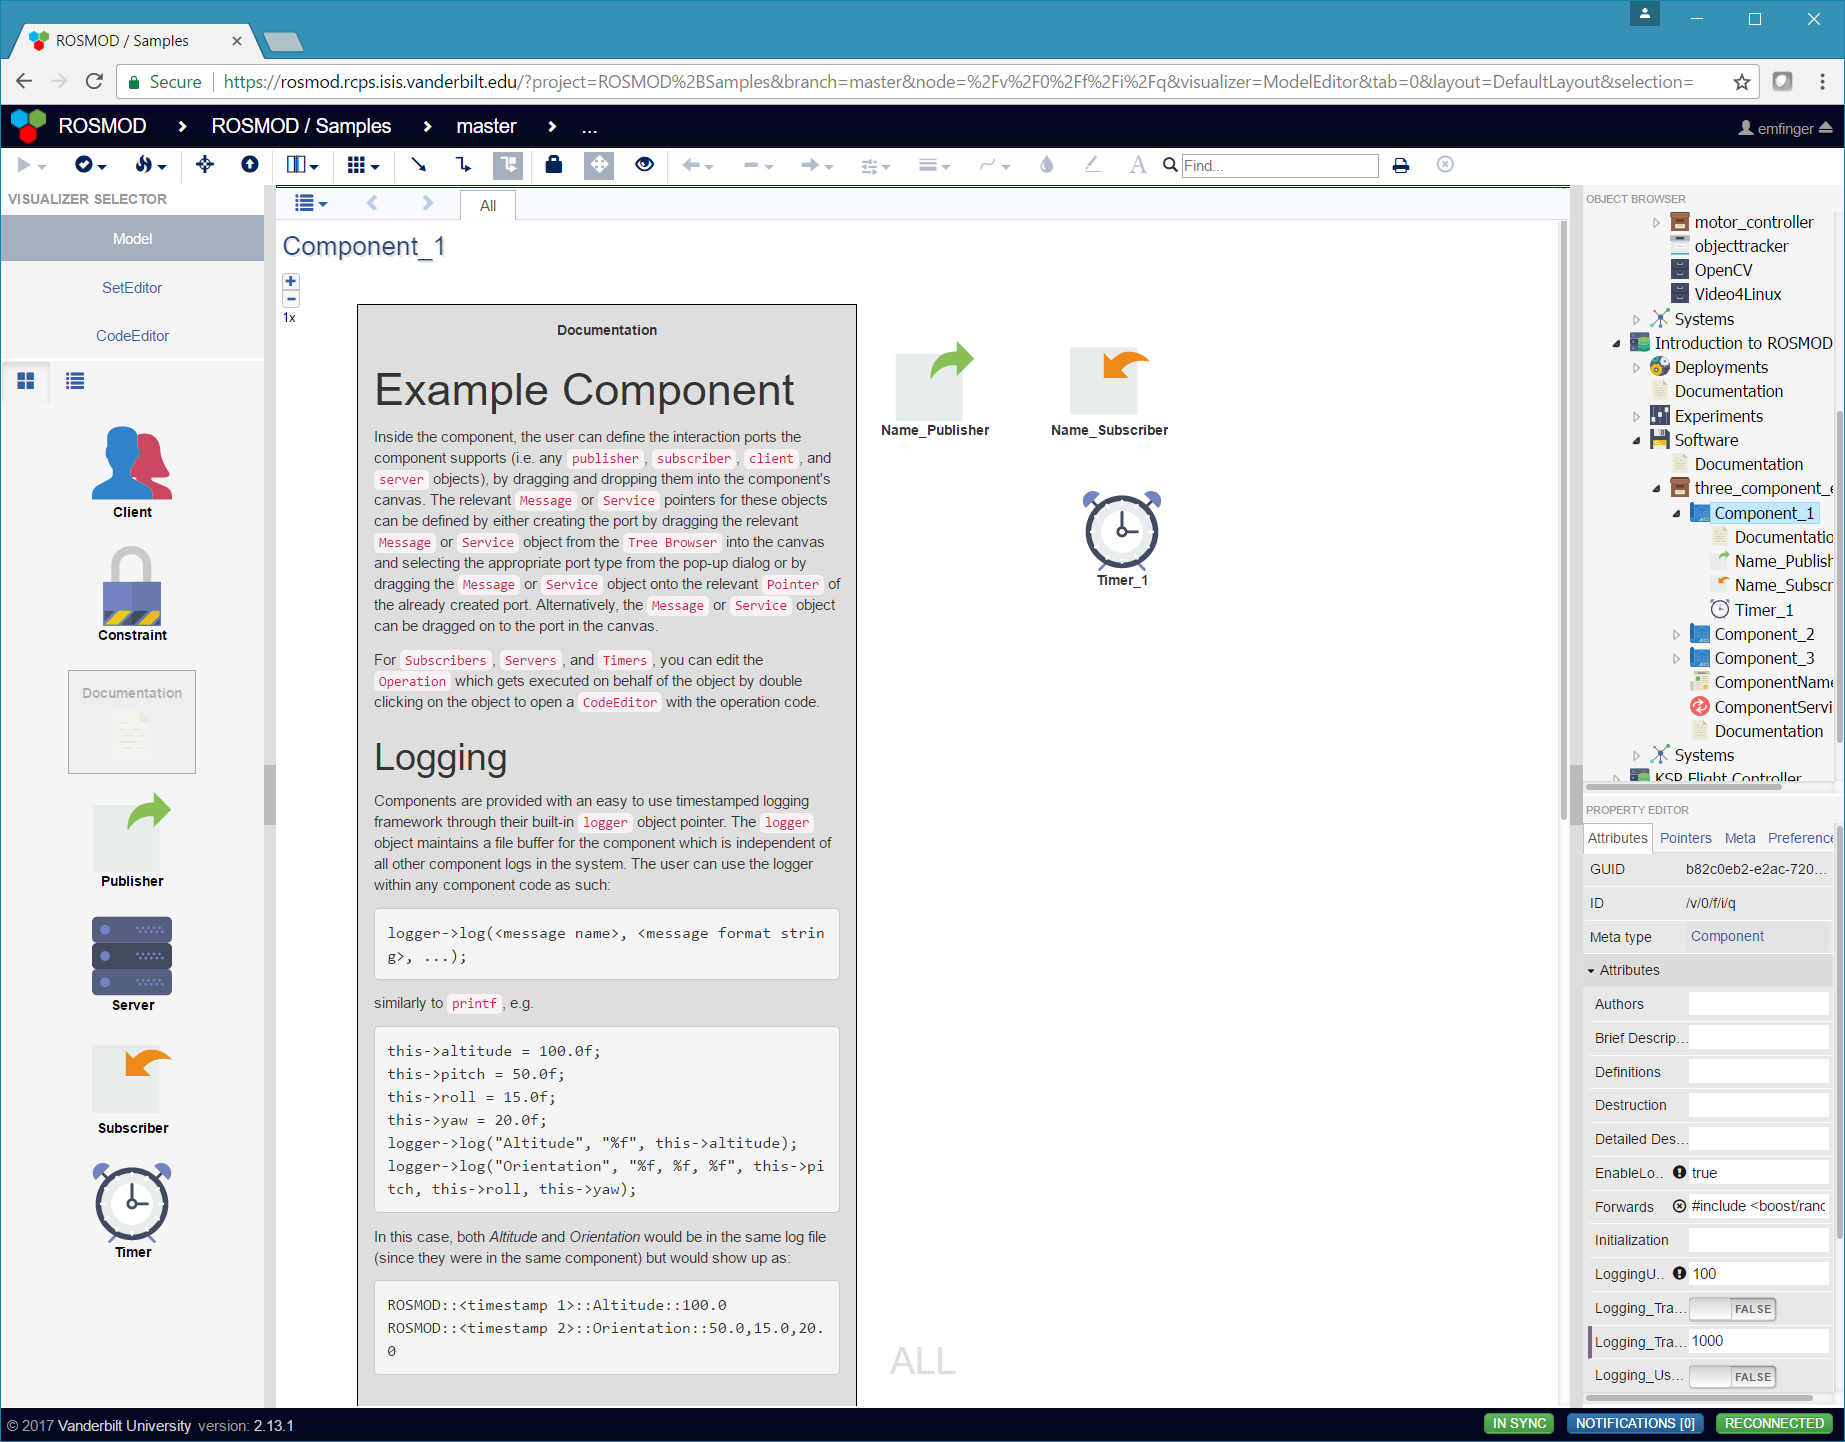 ROSMOD / Samples
Secure
https://rosmod.rcps.isis.vanderbilt.edu/?project=ROSMOD%2BSamples&branch=master&node=%2Fv%2F0%2Ff%2Fi%2Fq&visualizer=ModelEditor&tab=0&layout=DefaultLayout&selection=
ROSMOD
ROSMOD / Samples
master
...
emfinger
Find...
VISUALIZER SELECTOR
Model
SetEditor
CodeEditor
Client
Constraint
Documentation
Publisher
Server
Subscriber
Timer
All
Component_1
1x
Documentation
Example Component
Inside the component, the user can define the interaction ports the
component supports (i.e. any publisher, subscriber, client, and
server objects), by dragging and dropping them into the component's
canvas. The relevant Message or Service pointers for these objects
can be defined by either creating the port by dragging the relevant
Message or Service object from the Tree Browser into the canvas
and selecting the appropriate port type from the pop-up dialog or by
dragging the Message or Service object onto the relevant Pointer of
the already created port. Alternatively, the Message or Service object
can be dragged on to the port in the canvas.
For Subscribers, Servers, and Timers, you can edit the
Operation which gets executed on behalf of the object by double
clicking on the object to open a CodeEditor with the operation code.
Logging
Components are provided with an easy to use timestamped logging
framework through their built-in logger object pointer. The logger
object maintains a file buffer for the component which is independent of
all other component logs in the system. The user can use the logger
within any component code as such:
logger->log(<message name>, <message format strin
g>, ...);
similarly to printf, e.g.
this->altitude = 100.0f;
this->pitch = 50.0f;
this->roll = 15.0f;
this->yaw = 20.0f;
logger->log("Altitude", "%f", this->altitude);
logger->log("Orientation", "%f, %f, %f", this->pi
tch, this->roll, this->yaw);
In this case, both Altitude and Orientation would be in the same log file
(since they were in the same component) but would show up as:
ROSMOD::<timestamp 1>::Altitude::100.0
ROSMOD::<timestamp 2>::Orientation::50.0,15.0,20.
0
Name_Publisher
Name_Subscriber
Timer_1
ALL
OBJECT BROWSER
motor_controller
objecttracker
OpenCV
Video4Linux
Systems
Introduction to ROSMOD
Deployments
Documentation
Experiments
Software
Documentation
three_component_e
Component_1
Documentatio
Name_Publish
Name_Subscr
Timer_1
Component_2
Component_3
ComponentName
ComponentServi
Documentation
Systems
KSP Flight Controller
PROPERTY EDITOR
Attributes Pointers Meta Preference
GUID b82c0eb2-e2ac-720...
ID /v/0/f/i/q
Meta type Component
Attributes
Authors
Brief Descrip...
Definitions
Destruction
Detailed Des...
EnableLo.. true
Forwards #include <boost/ranc
Initialization
LoggingU.. 100
Logging_Tra... FALSE
Logging_Tra... 1000
Logging_Us... FALSE
© 2017 Vanderbilt University version: 2.13.1
IN SYNC NOTIFICATIONS [0] RECONNECTED